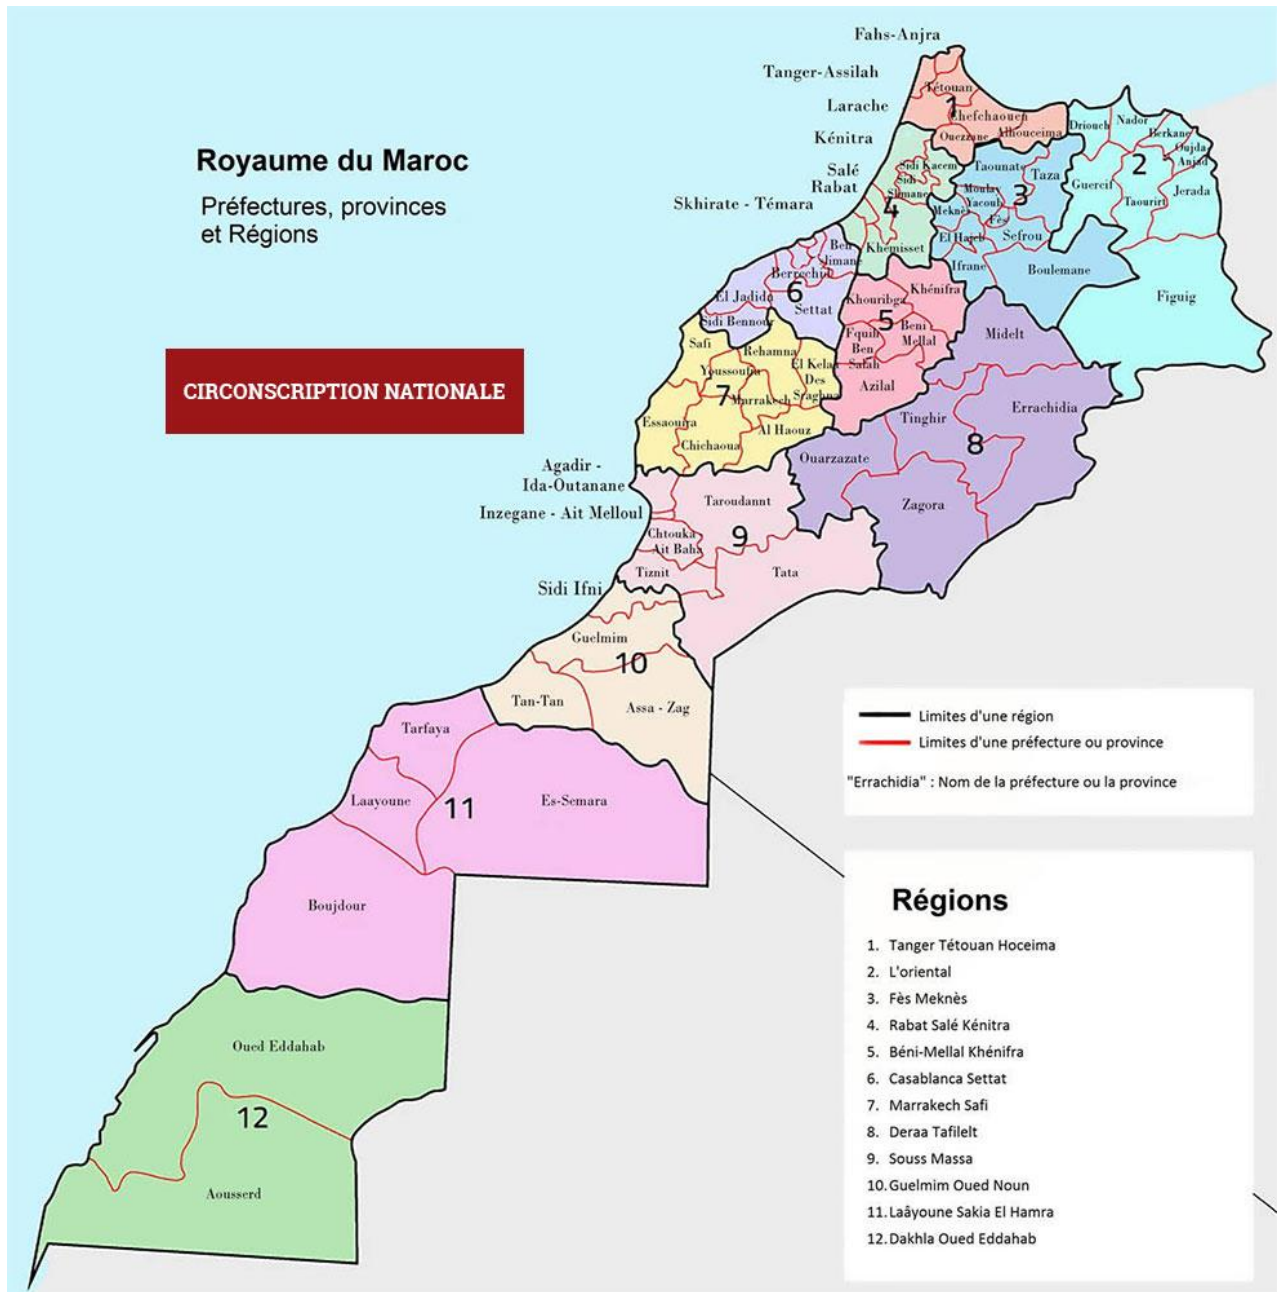 Fahs-Anjra
Tanger-Assilah
Larache
Kénitra
Salé
Rabat
Skhirate - Témara
Royaume du Maroc
Préfectures, provinces
et Régions
CIRCONSCRIPTION NATIONALE
Tétouan
1
Chefchaouen
Ouezzane
Alhouceima
Driouch
Nador
Berkane
Oujda
Anjad
2
Guercif
Taourirt
Jerada
Figuig
Taounate
Taza
3
Moulay
Yacoub
Meknès
Fès
El Hajeb
Sefrou
Ifrane
Boulemane
Sidi Kacem
Sidi
Slimane
4
Khemisset
Ben
Slimane
Berrechid
6
El Jadida
Settat
Sidi Bennour
Khouribga
Khénifra
5
Fquih
Ben
Salah
Beni
Mellal
Azilal
Midelt
Safi
Rehamna
Youssoufia
El Kelaa
Des
Sraghna
7
Marrakech
Essaouira
Al Haouz
Chichaoua
Tinghir
Errachidia
8
Ouarzazate
Zagora
Agadir -
Ida-Outanane
Inzegane - Ait Melloul
Taroudannt
9
Chtouka
Ait Baha
Tiznit
Tata
Sidi Ifni
Guelmim
10
Tan-Tan
Assa - Zag
Tarfaya
Laayoune
11
Es-Semara
Boujdour
Oued Eddahab
12
Aousserd
Limites d'une région
Limites d'une préfecture ou province
"Errachidia" : Nom de la préfecture ou la province
Régions
1. Tanger Tétouan Hoceima
2. L'oriental
3. Fès Meknès
4. Rabat Salé Kénitra
5. Béni-Mellal Khénifra
6. Casablanca Settat
7. Marrakech Safi
8. Deraa Tafilelt
9. Souss Massa
10. Guelmim Oued Noun
11. Laâyoune Sakia El Hamra
12. Dakhla Oued Eddahab